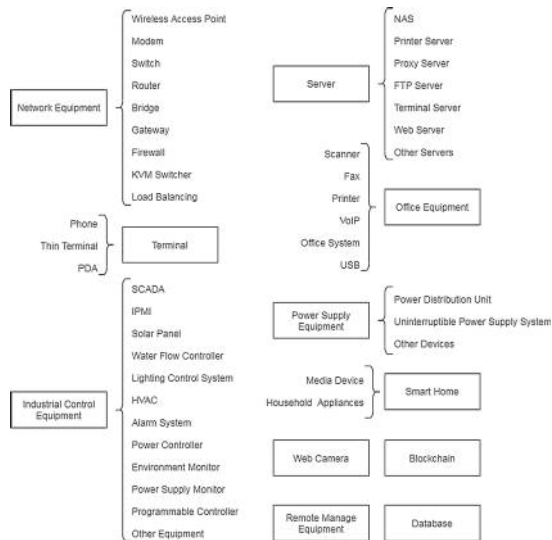 Network Equipment
Wireless Access Point
Modem
Switch
Router
Bridge
Gateway
Firewall
KVM Switcher
Load Balancing
Phone
Thin Terminal
PDA
Terminal
Industrial Control
Equipment
SCADA
IPMI
Solar Panel
Water Flow Controller
Lighting Control System
HVAC
Alarm System
Power Controller
Environment Monitor
Power Supply Monitor
Programmable Controller
Other Equipment
Server
NAS
Printer Server
Proxy Server
FTP Server
Terminal Server
Web Server
Other Servers
Scanner
Fax
Printer
VoIP
Office System
USB
Office Equipment
Power Supply
Equipment
Power Distribution Unit
Uninterruptible Power Supply System
Other Devices
Media Device
Household Appliances
Smart Home
Web Camera
Blockchain
Remote Manage
Equipment
Database